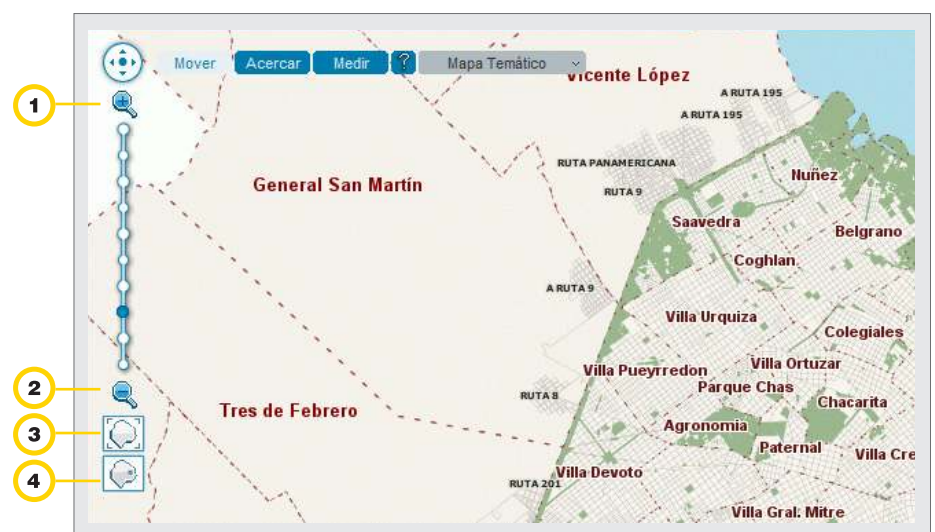 Mover Acercar Medir ? Mapa Temático
Vicente López
1
A RUTA 195
A RUTA 195
RUTA PANAMERICANA
Nuñez
General San Martín
RUTA 9
Saavedra
Belgrano
Coghlan
A RUTA 9
Villa Urquiza
Colegiales
Villa Ortuzar
Villa Pueyrredon
2
Parque Chas
RUTA 8
Chacarita
Tres de Febrero
3
Agronomia
Paternal
Villa Cre
4
Villa Devoto
RUTA 201
Villa Gral. Mitre